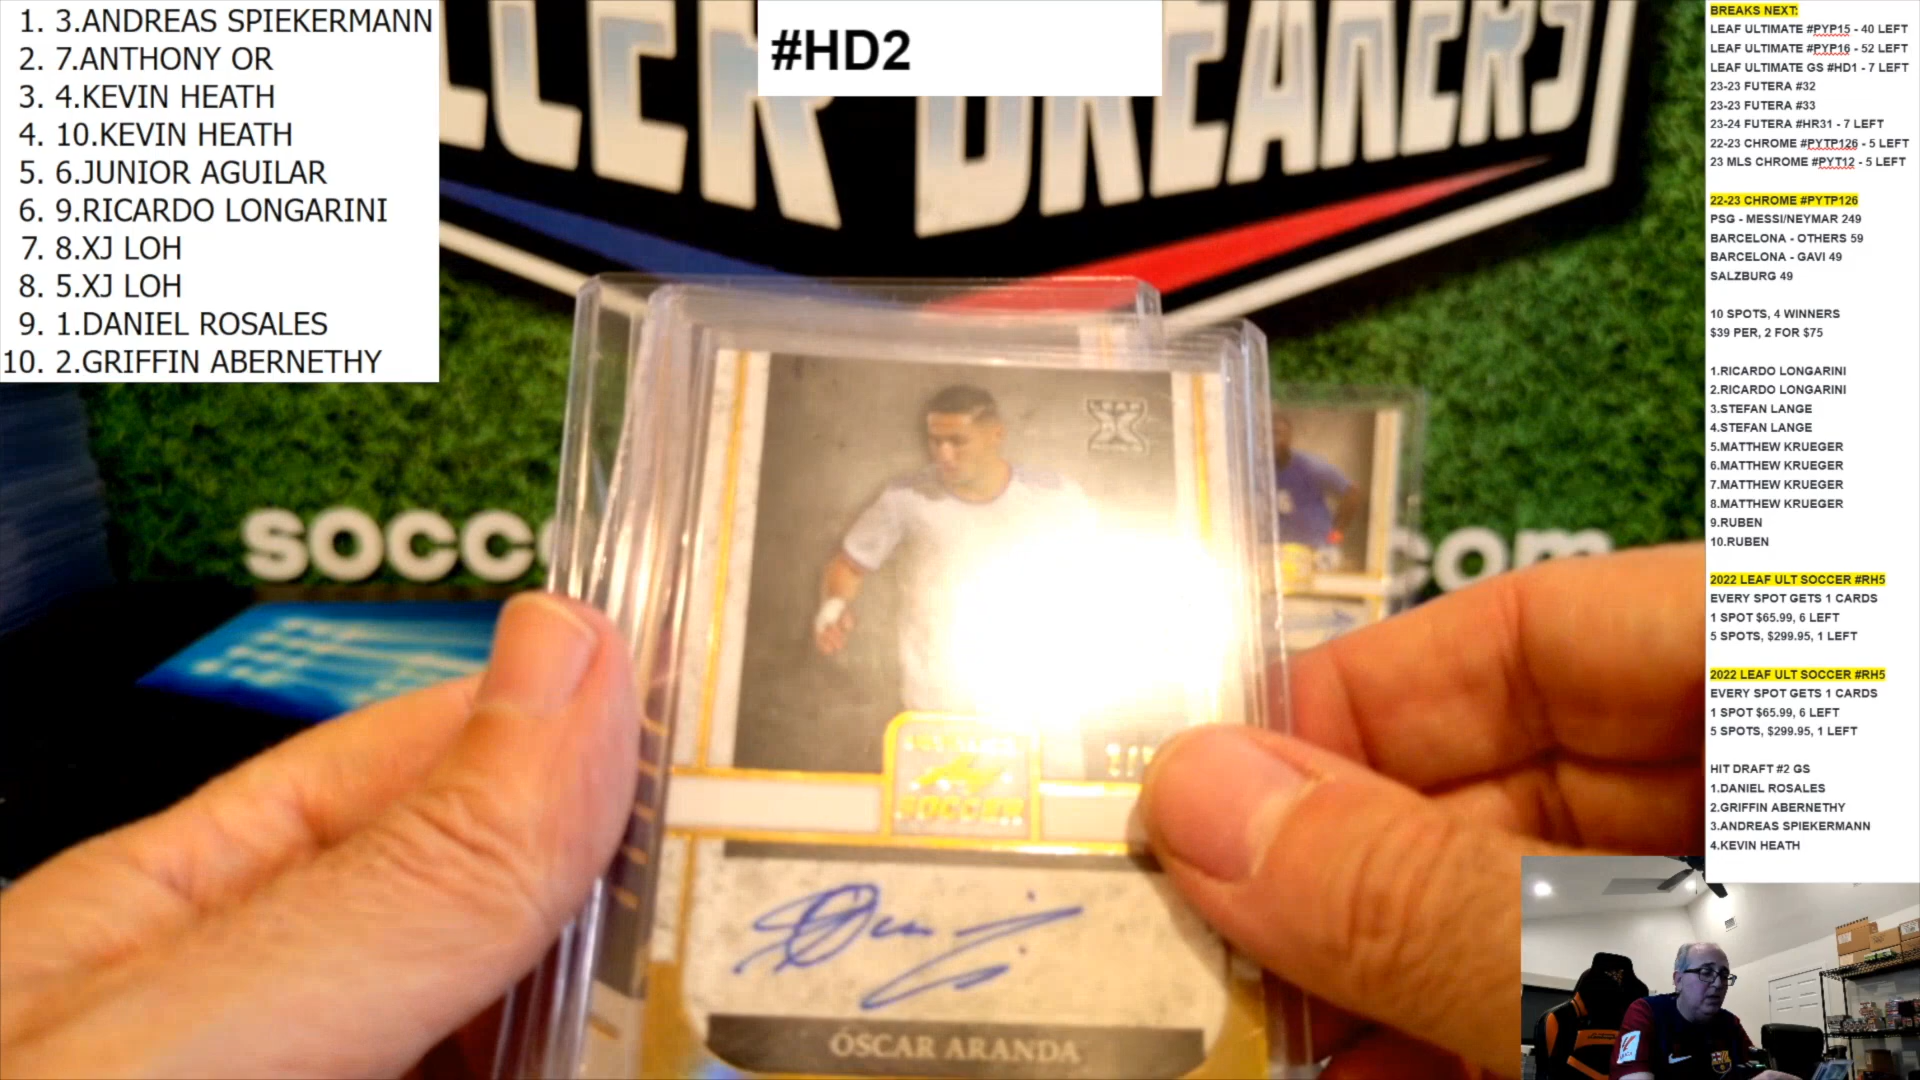 1. 3.ANDREAS SPIEKERMANN
2. 7.ANTHONY OR
3. 4.KEVIN HEATH
4. 10.KEVIN HEATH
5. 6.JUNIOR AGUILAR
6. 9.RICARDO LONGARINI
7. 8.XJ LOH
8. 5.XJ LOH
9. 1.DANIEL ROSALES
10. 2.GRIFFIN ABERNETHY
#HD2
BREAKERS
SOCC
com
SOCCER
ÓSCAR ARANDA
BREAKS NEXT:
LEAF ULTIMATE #PYP15 - 40 LEFT
LEAF ULTIMATE #PYP16 - 52 LEFT
LEAF ULTIMATE GS #HD1 - 7 LEFT
23-23 FUTERA #32
23-23 FUTERA #33
23-24 FUTERA #HR31 - 7 LEFT
22-23 CHROME #PYTP126 - 5 LEFT
23 MLS CHROME #PYT12 - 5 LEFT
22-23 CHROME #PYTP126
PSG - MESSI/NEYMAR 249
BARCELONA - OTHERS 59
BARCELONA - GAVI 49
SALZBURG 49
10 SPOTS, 4 WINNERS
$39 PER, 2 FOR $75
1.RICARDO LONGARINI
2.RICARDO LONGARINI
3.STEFAN LANGE
4.STEFAN LANGE
5.MATTHEW KRUEGER
6.MATTHEW KRUEGER
7.MATTHEW KRUEGER
8.MATTHEW KRUEGER
9.RUBEN
10.RUBEN
2022 LEAF ULT SOCCER #RH5
EVERY SPOT GETS 1 CARDS
1 SPOT $65.99, 6 LEFT
5 SPOTS, $299.95, 1 LEFT
2022 LEAF ULT SOCCER #RH5
EVERY SPOT GETS 1 CARDS
1 SPOT $65.99, 6 LEFT
5 SPOTS, $299.95, 1 LEFT
HIT DRAFT #2 GS
1.DANIEL ROSALES
2.GRIFFIN ABERNETHY
3.ANDREAS SPIEKERMANN
4.KEVIN HEATH